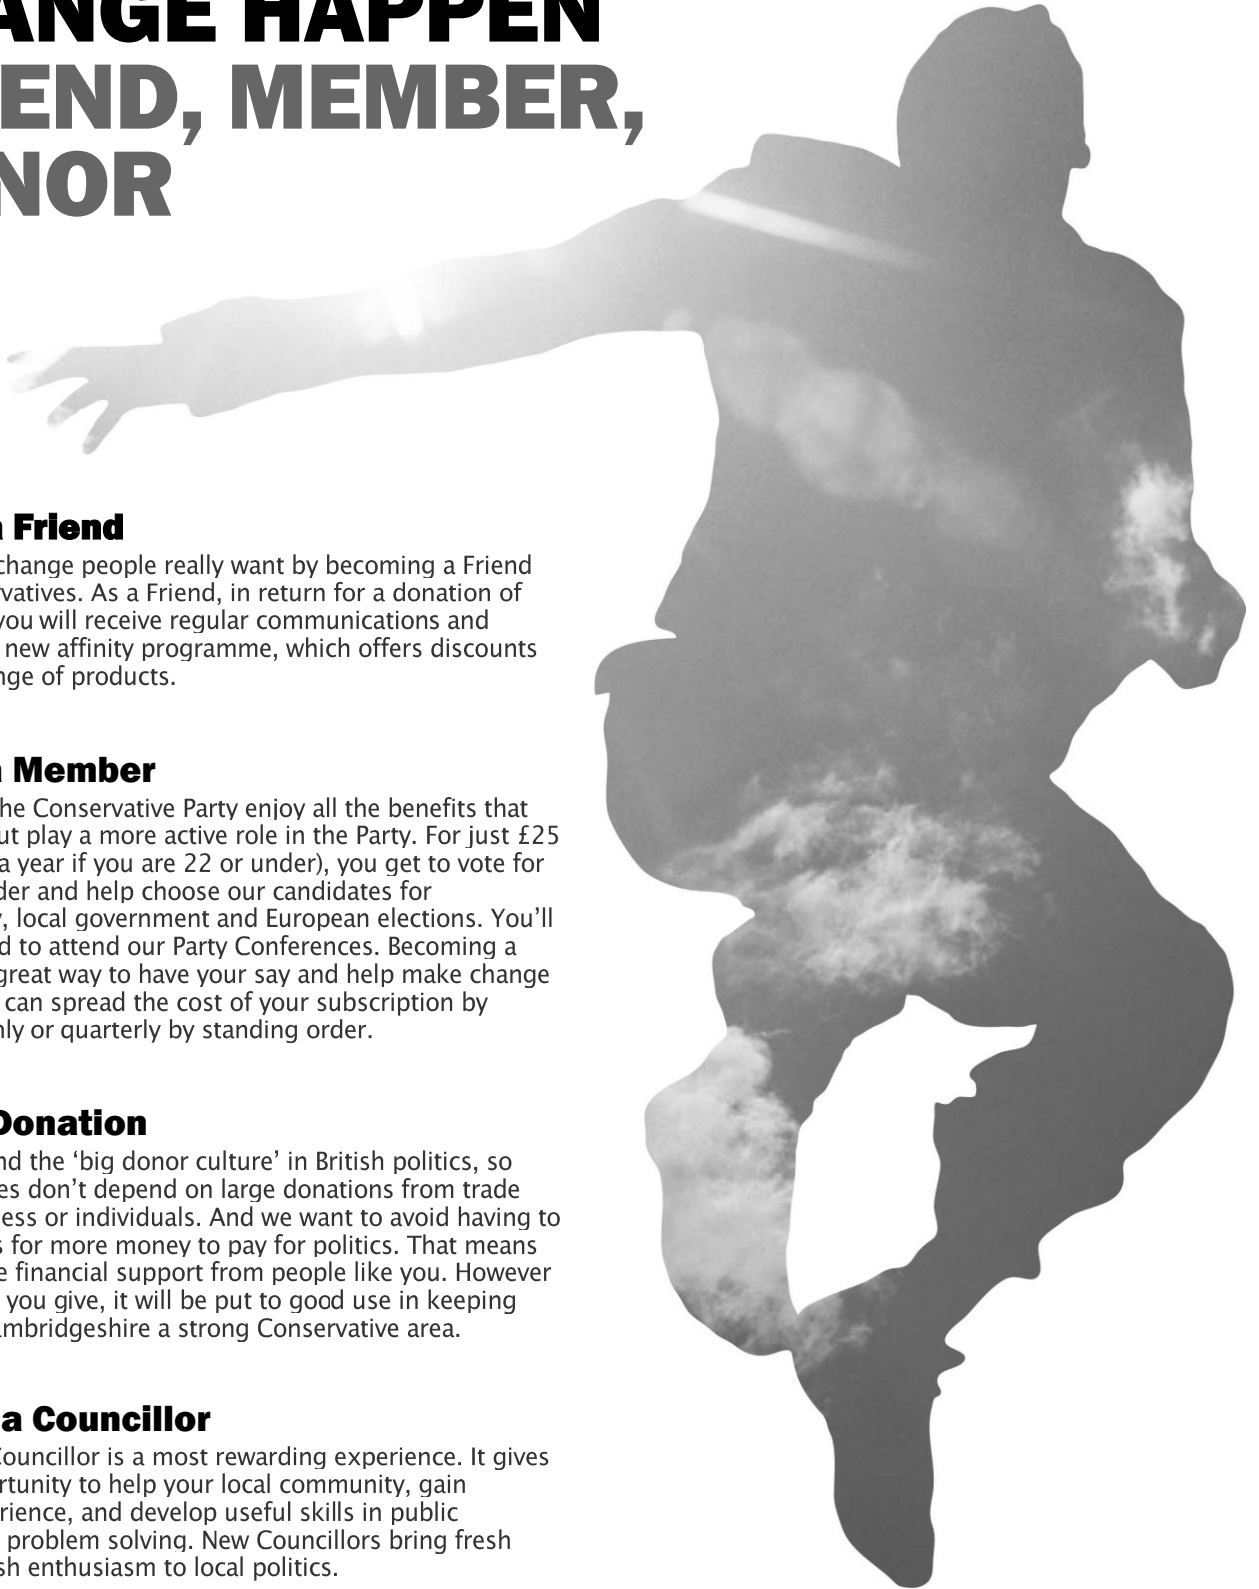 ANGE HAPPEN
END, MEMBER,
NOR
Friend
change people really want by becoming a Friend
vatives. As a Friend, in return for a donation of
you will receive regular communications and
new affinity programme, which offers discounts
nge of products.
Member
he Conservative Party enjoy all the benefits that
ut play a more active role in the Party. For just £25
a year if you are 22 or under), you get to vote for
der and help choose our candidates for
, local government and European elections. You’ll
d to attend our Party Conferences. Becoming a
great way to have your say and help make change
can spread the cost of your subscription by
ly or quarterly by standing order.
Donation
nd the ‘big donor culture’ in British politics, so
es don’t depend on large donations from trade
ess or individuals. And we want to avoid having to
s for more money to pay for politics. That means
e financial support from people like you. However
you give, it will be put to good use in keeping
mbridgeshire a strong Conservative area.
a Councillor
Councillor is a most rewarding experience. It gives
rtunity to help your local community, gain
rience, and develop useful skills in public
problem solving. New Councillors bring fresh
sh enthusiasm to local politics.